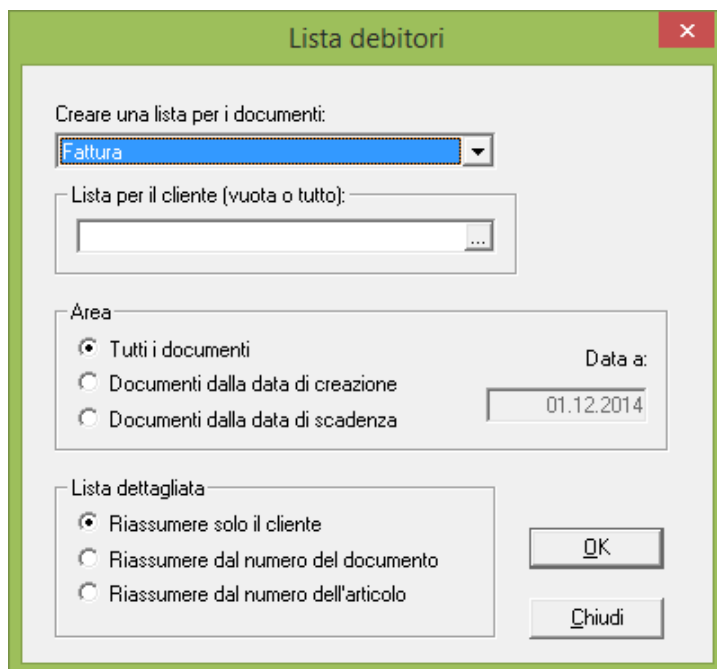 Lista debitori
Creare una lista per i documenti:
Fattura
Lista per il cliente (vuota o tutto):
...
Area
Tutti i documenti
Data a:
Documenti dalla data di creazione
01.12.2014
Documenti dalla data di scadenza
Lista dettagliata
Riassumere solo il cliente
Riassumere dal numero del documento
OK
Riassumere dal numero dell'articolo
Chiudi